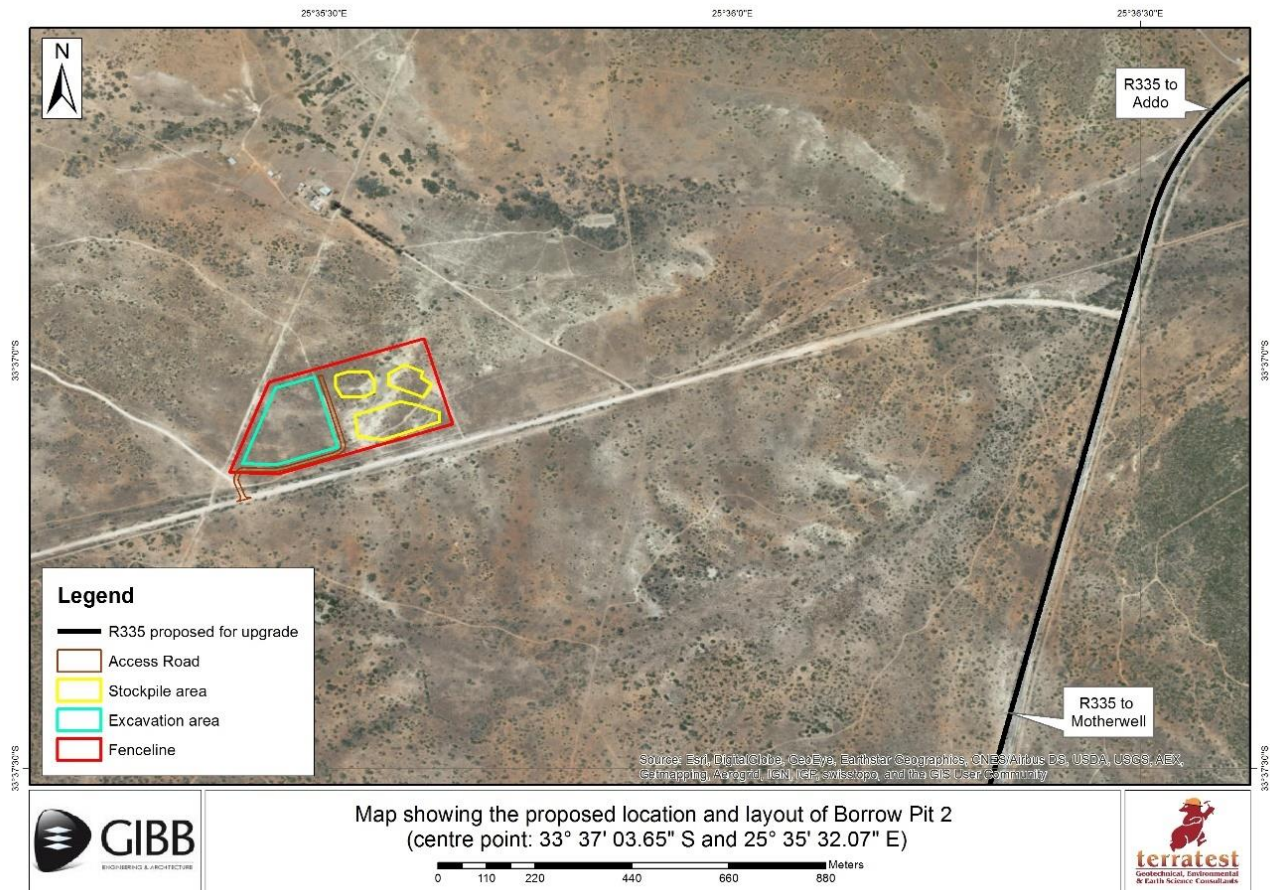 25°35'30"E
25°36'0"E
25°36'30"E
N
R335 to
Addo
33°37'0"S
33°37'0"S
Legend
R335 proposed for upgrade
Access Road
Stockpile area
Excavation area
Fenceline
R335 to
Motherwell
33°37'30"S
33°37'30"S
Source: Esri, DigitalGlobe, GeoEye, Earthstar Geographics, CNES/Airbus DS, USDA, USGS, AEX,
Getmapping, Aerogrid, IGN, IGP, swisstopo, and the GIS User Community
GIBB
ENGINEERING & ARCHITECTURE
Map showing the proposed location and layout of Borrow Pit 2
(centre point: 33° 37' 03.65" S and 25° 35' 32.07" E)
Meters
0 110 220 440 660 880
terratest
Geotechnical, Environmental
& Earth Science Consultants